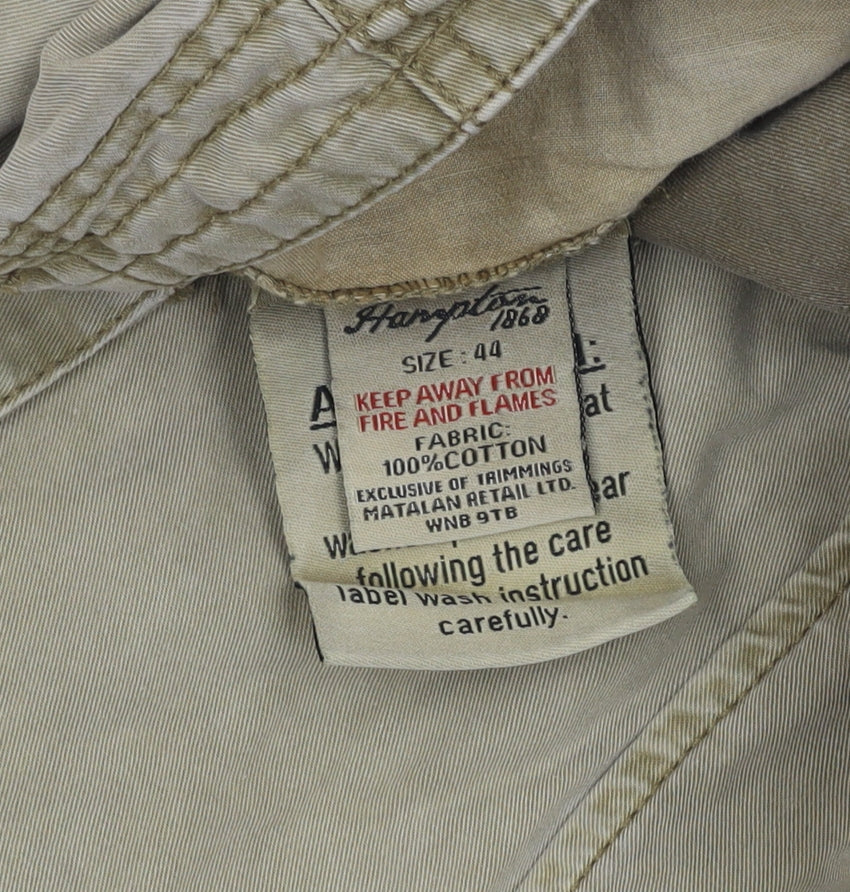 Hampton
1868
SIZE : 44
KEEP AWAY FROM
FIRE AND FLAMES
FABRIC:
100%COTTON
EXCLUSIVE OF TRIMMINGS
MATALAN RETAIL LTD.
WN8 9TB
following the care
label wash instruction
carefully.